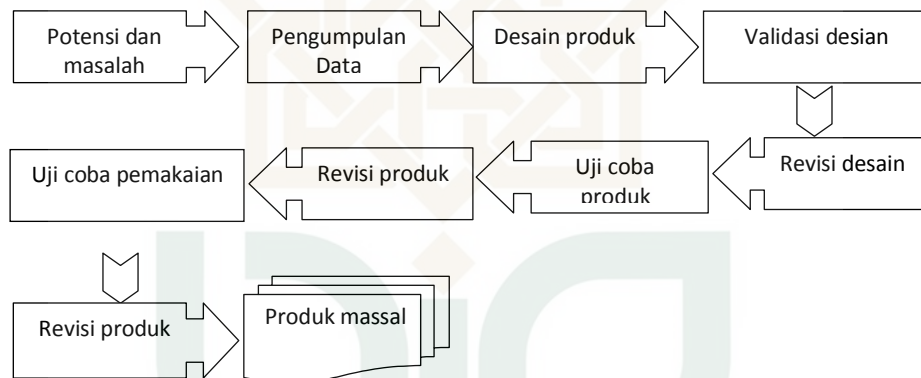 Potensi dan
masalah
Pengumpulan
Data
Desain produk
Validasi desian
Revisi desain
Uji coba
produk
Revisi produk
Uji coba pemakaian
Revisi produk
Produk massal